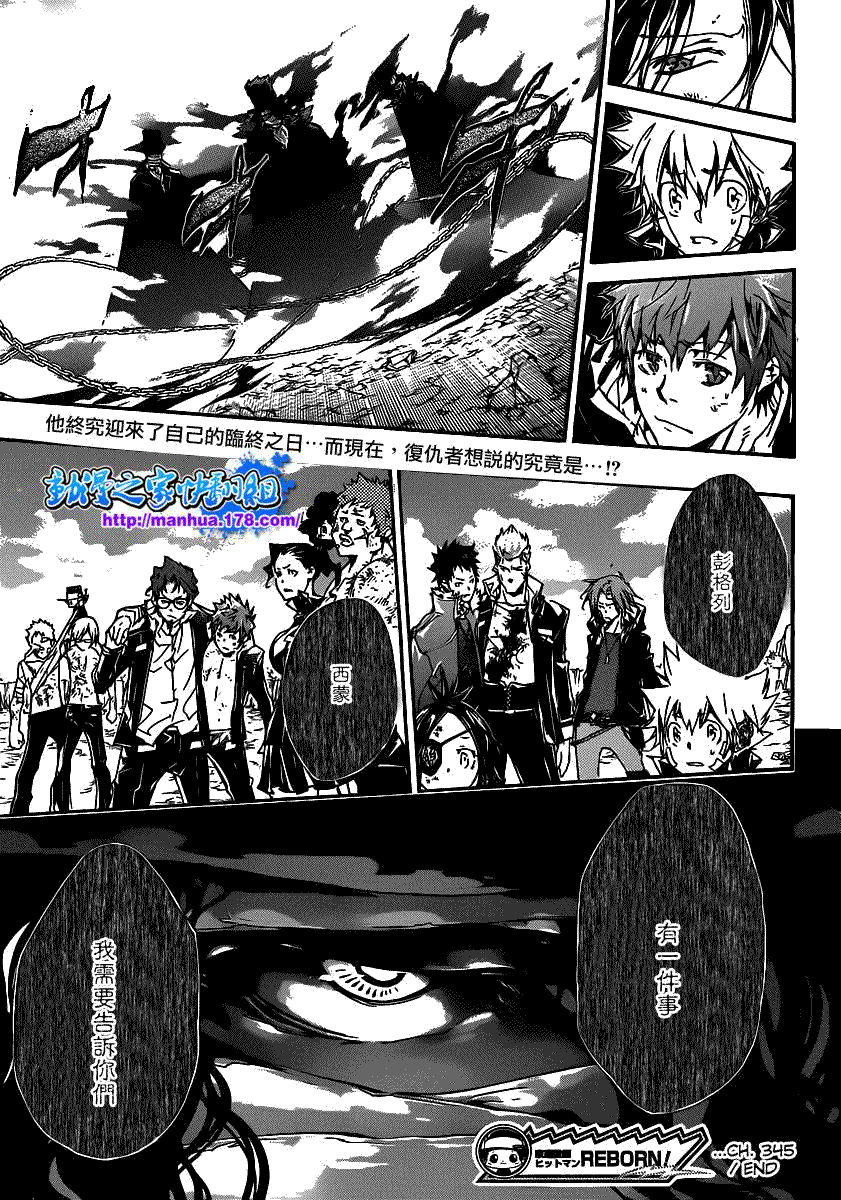 他終究迎來了自己的臨終之日…而現在，復仇者想說的究竟是…!?
動漫之家快翻組
http://manhua.178.com/
彭格列
西蒙
有一件事
我需要告訴你們
家庭教師
ヒットマンREBORN!
...CH. 345
/ END